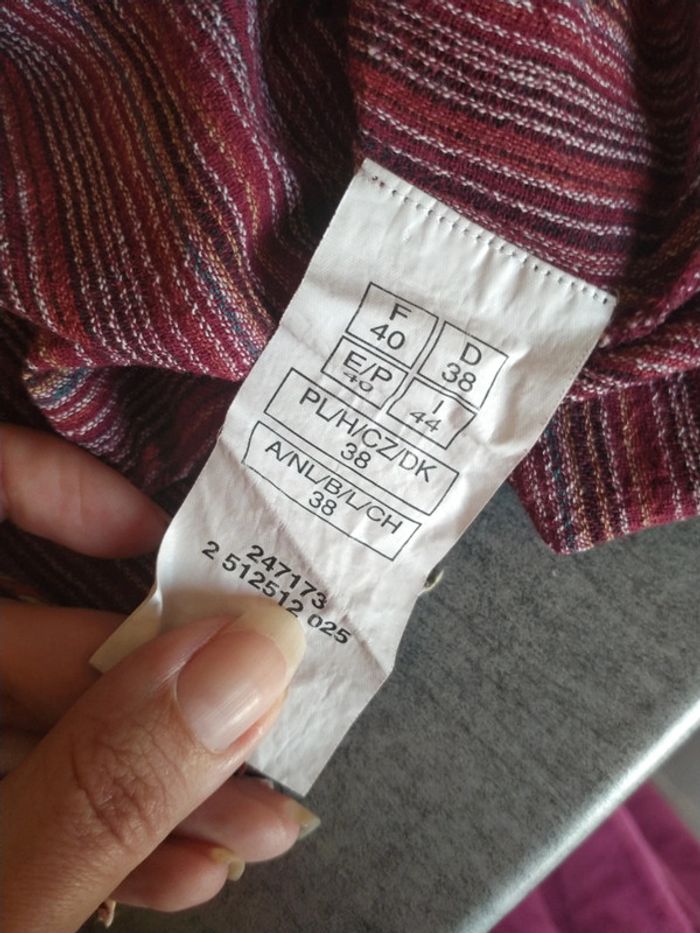 F
40
D
38
E/P
40
I
44
PL/H/CZ/DK
38
A/NL/B/L/CH
38
247173
2 512512 025